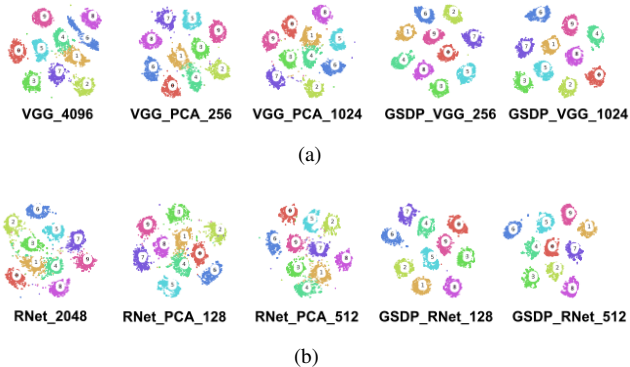 VGG_4096 VGG_PCA_256 VGG_PCA_1024 GSDP_VGG_256 GSDP_VGG_1024
(a)
RNet_2048 RNet_PCA_128 RNet_PCA_512 GSDP_RNet_128 GSDP_RNet_512
(b)